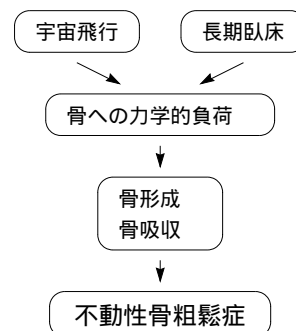 宇宙飛行
長期臥床
骨への力学的負荷
骨形成
骨吸収
不動性骨粗鬆症